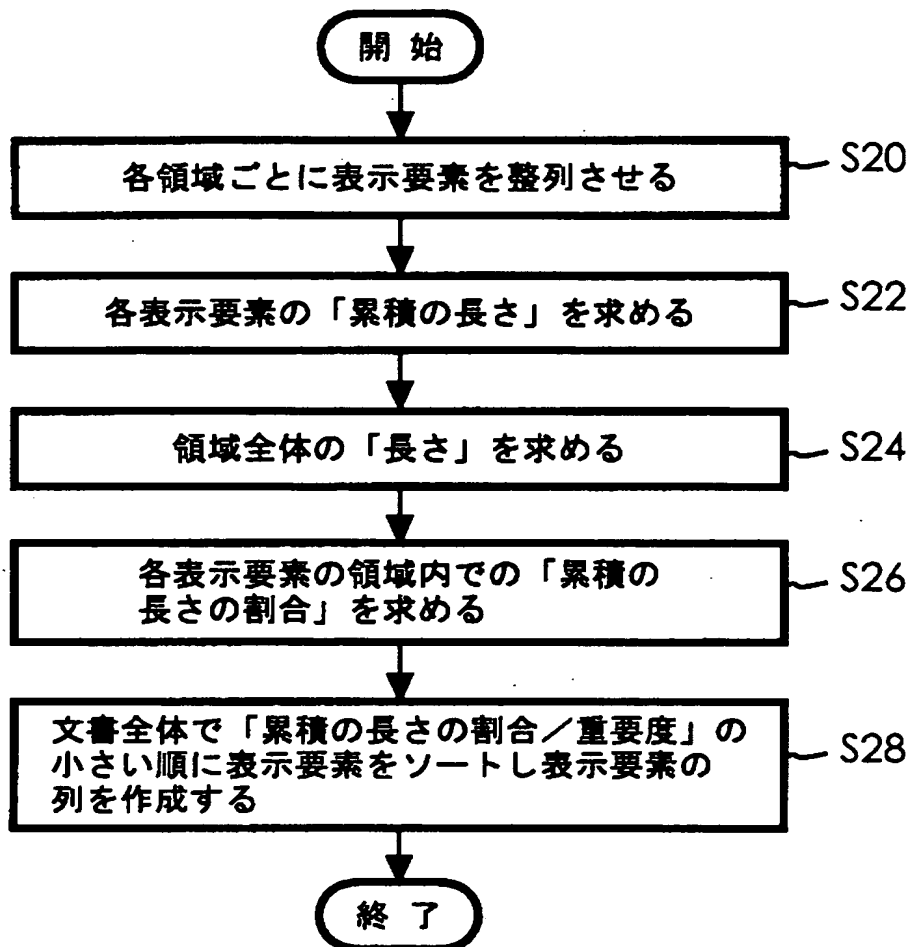 開 始
各領域ごとに表示要素を整列させる
S20
各表示要素の「累積の長さ」を求める
S22
領域全体の「長さ」を求める
S24
各表示要素の領域内での「累積の
長さの割合」を求める
S26
文書全体で「累積の長さの割合／重要度」の
小さい順に表示要素をソートし表示要素の
列を作成する
S28
終 了